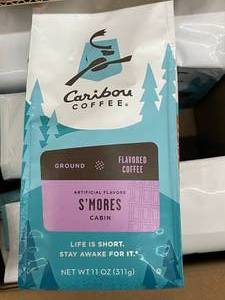 Caribou
COFFEE®
GROUND
FLAVORED
COFFEE
ARTIFICIAL FLAVORS
S'MORES
CABIN
LIFE IS SHORT.
STAY AWAKE FOR IT.®
NET WT 11 OZ (311g)